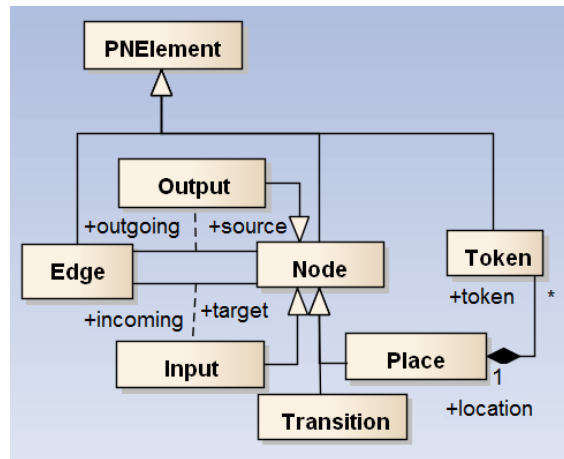 PNElement
Output
+outgoing +source
Edge Node Token
+incoming +target +token *
Input Place 1
+location
Transition